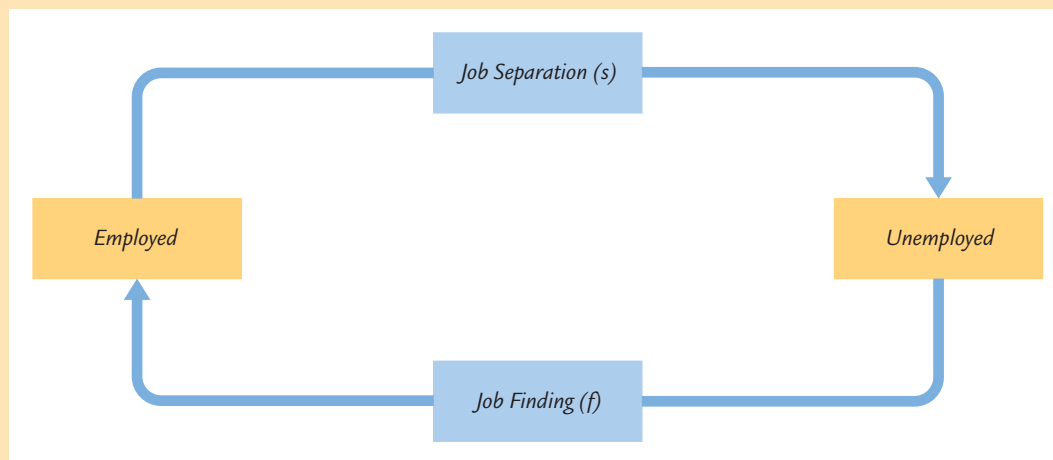 Job Separation (s)
Employed
Unemployed
Job Finding (f)